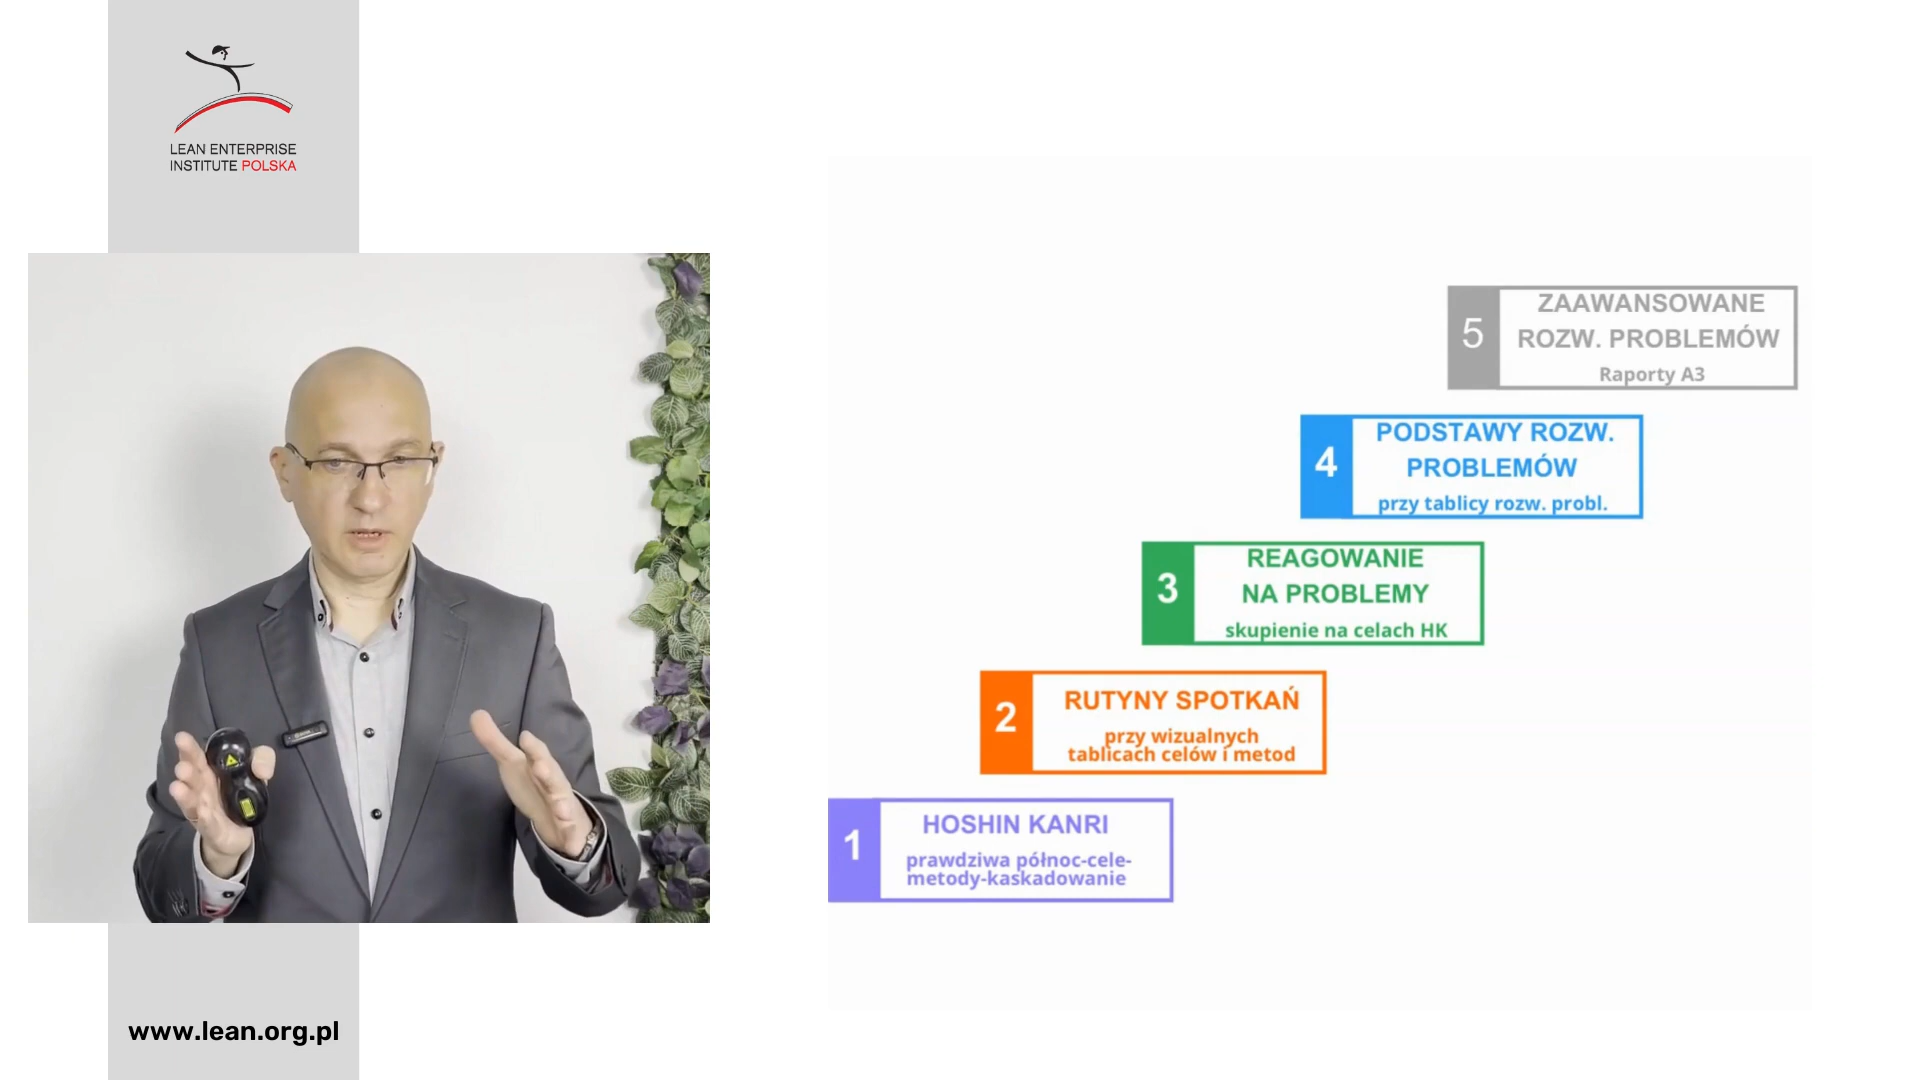 LEAN ENTERPRISE
INSTITUTE POLSKA
5
ZAAWANSOWANE
ROZW. PROBLEMÓW
Raporty A3
4
PODSTAWY ROZW.
PROBLEMÓW
przy tablicy rozw. probl.
3
REAGOWANIE
NA PROBLEMY
skupienie na celach HK
2
RUTYNY SPOTKAŃ
przy wizualnych
tablicach celów i metod
1
HOSHIN KANRI
prawdziwa północ-cele-
metody-kaskadowanie
www.lean.org.pl